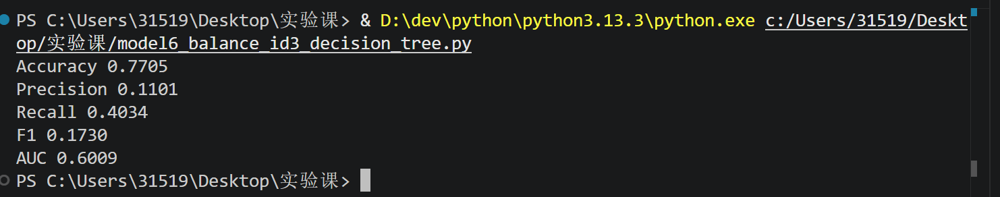 PS C:\Users\31519\Desktop\实验课> & D:\dev\python\python3.13.3\python.exe c:/Users/31519/Deskt
op/实验课/model6_balance_id3_decision_tree.py
Accuracy 0.7705
Precision 0.1101
Recall 0.4034
F1 0.1730
AUC 0.6009
PS C:\Users\31519\Desktop\实验课>